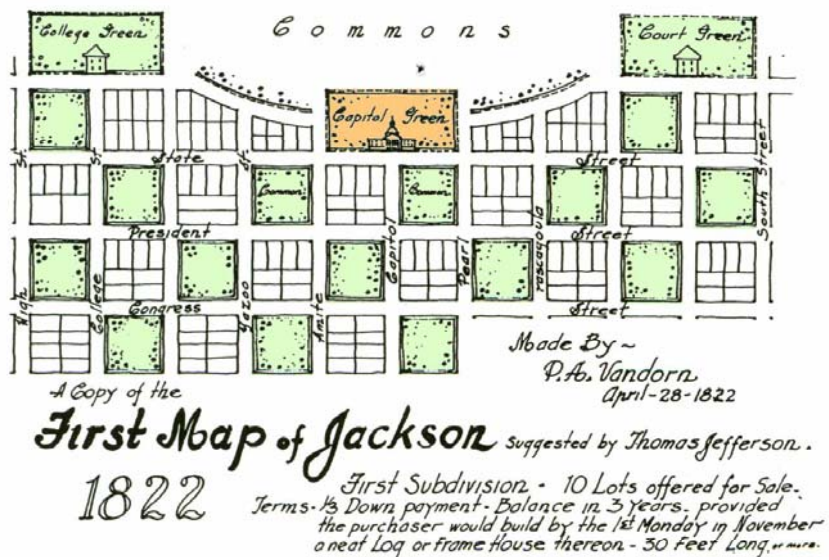 Commons
College Green
Court Green
Capitol Green
State
St.
Street
St.
St.
Common
Common
President
Street
Congress
Street
High
College
Yazoo
Amite
Capitol
Pearl
Pascagoula
South Street
Made By ~
P.A. Vandorn
April-28-1822
A Copy of the
First Map of Jackson suggested by Thomas Jefferson.
1822
First Subdivision - 10 Lots offered for Sale.
Terms-⅓ Down payment-Balance in 3 years. provided
the purchaser would build by the 1st Monday in November
a neat Log or Frame House thereon - 30 Feet Long or more.